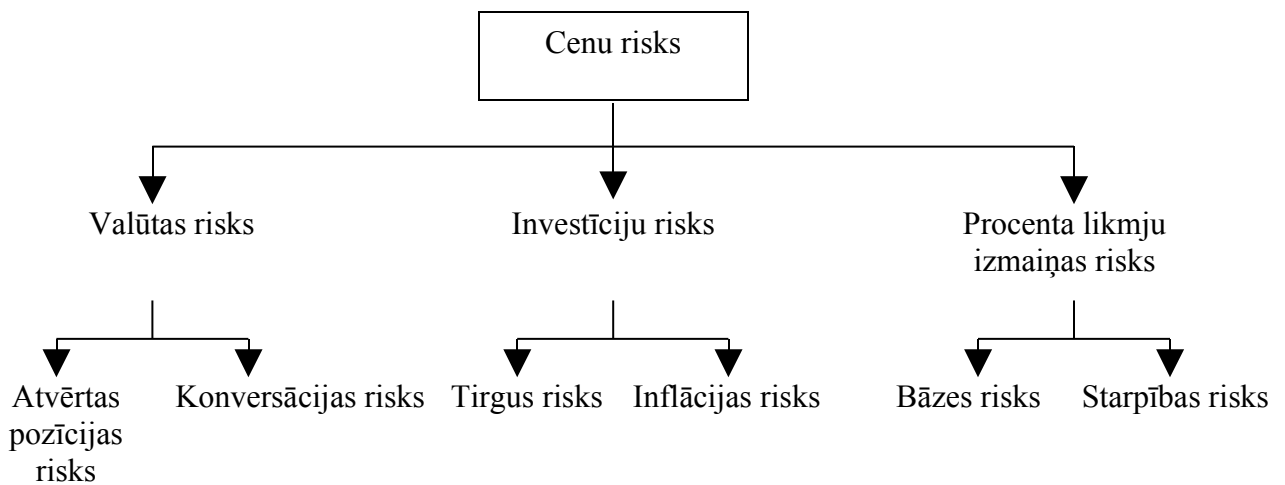 Cenu risks
Valūtas risks
Investīciju risks
Procenta likmju
izmaiņas risks
Atvērtas
pozīcijas
risks
Konversācijas risks
Tirgus risks
Inflācijas risks
Bāzes risks
Starpības risks